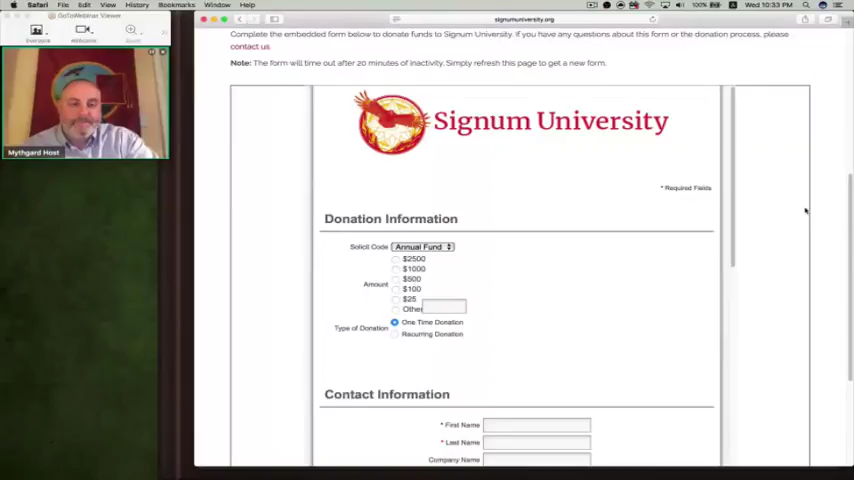 Safari File Edit View History Bookmarks Window Help
100% Wed 10:33 PM
GoToWebinar Viewer
signumuniversity.org
Complete the embedded form below to donate funds to Signum University. If you have any questions about this form or the donation process, please
contact us
Note: The form will time out after 20 minutes of inactivity. Simply refresh this page to get a new form.
Mythgard Host
Signum University
* Required Fields
Donation Information
Solicit Code Annual Fund
$2500
$1000
$500
Amount
$100
$25
Other
Type of Donation
One Time Donation
Recurring Donation
Contact Information
* First Name
* Last Name
Company Name